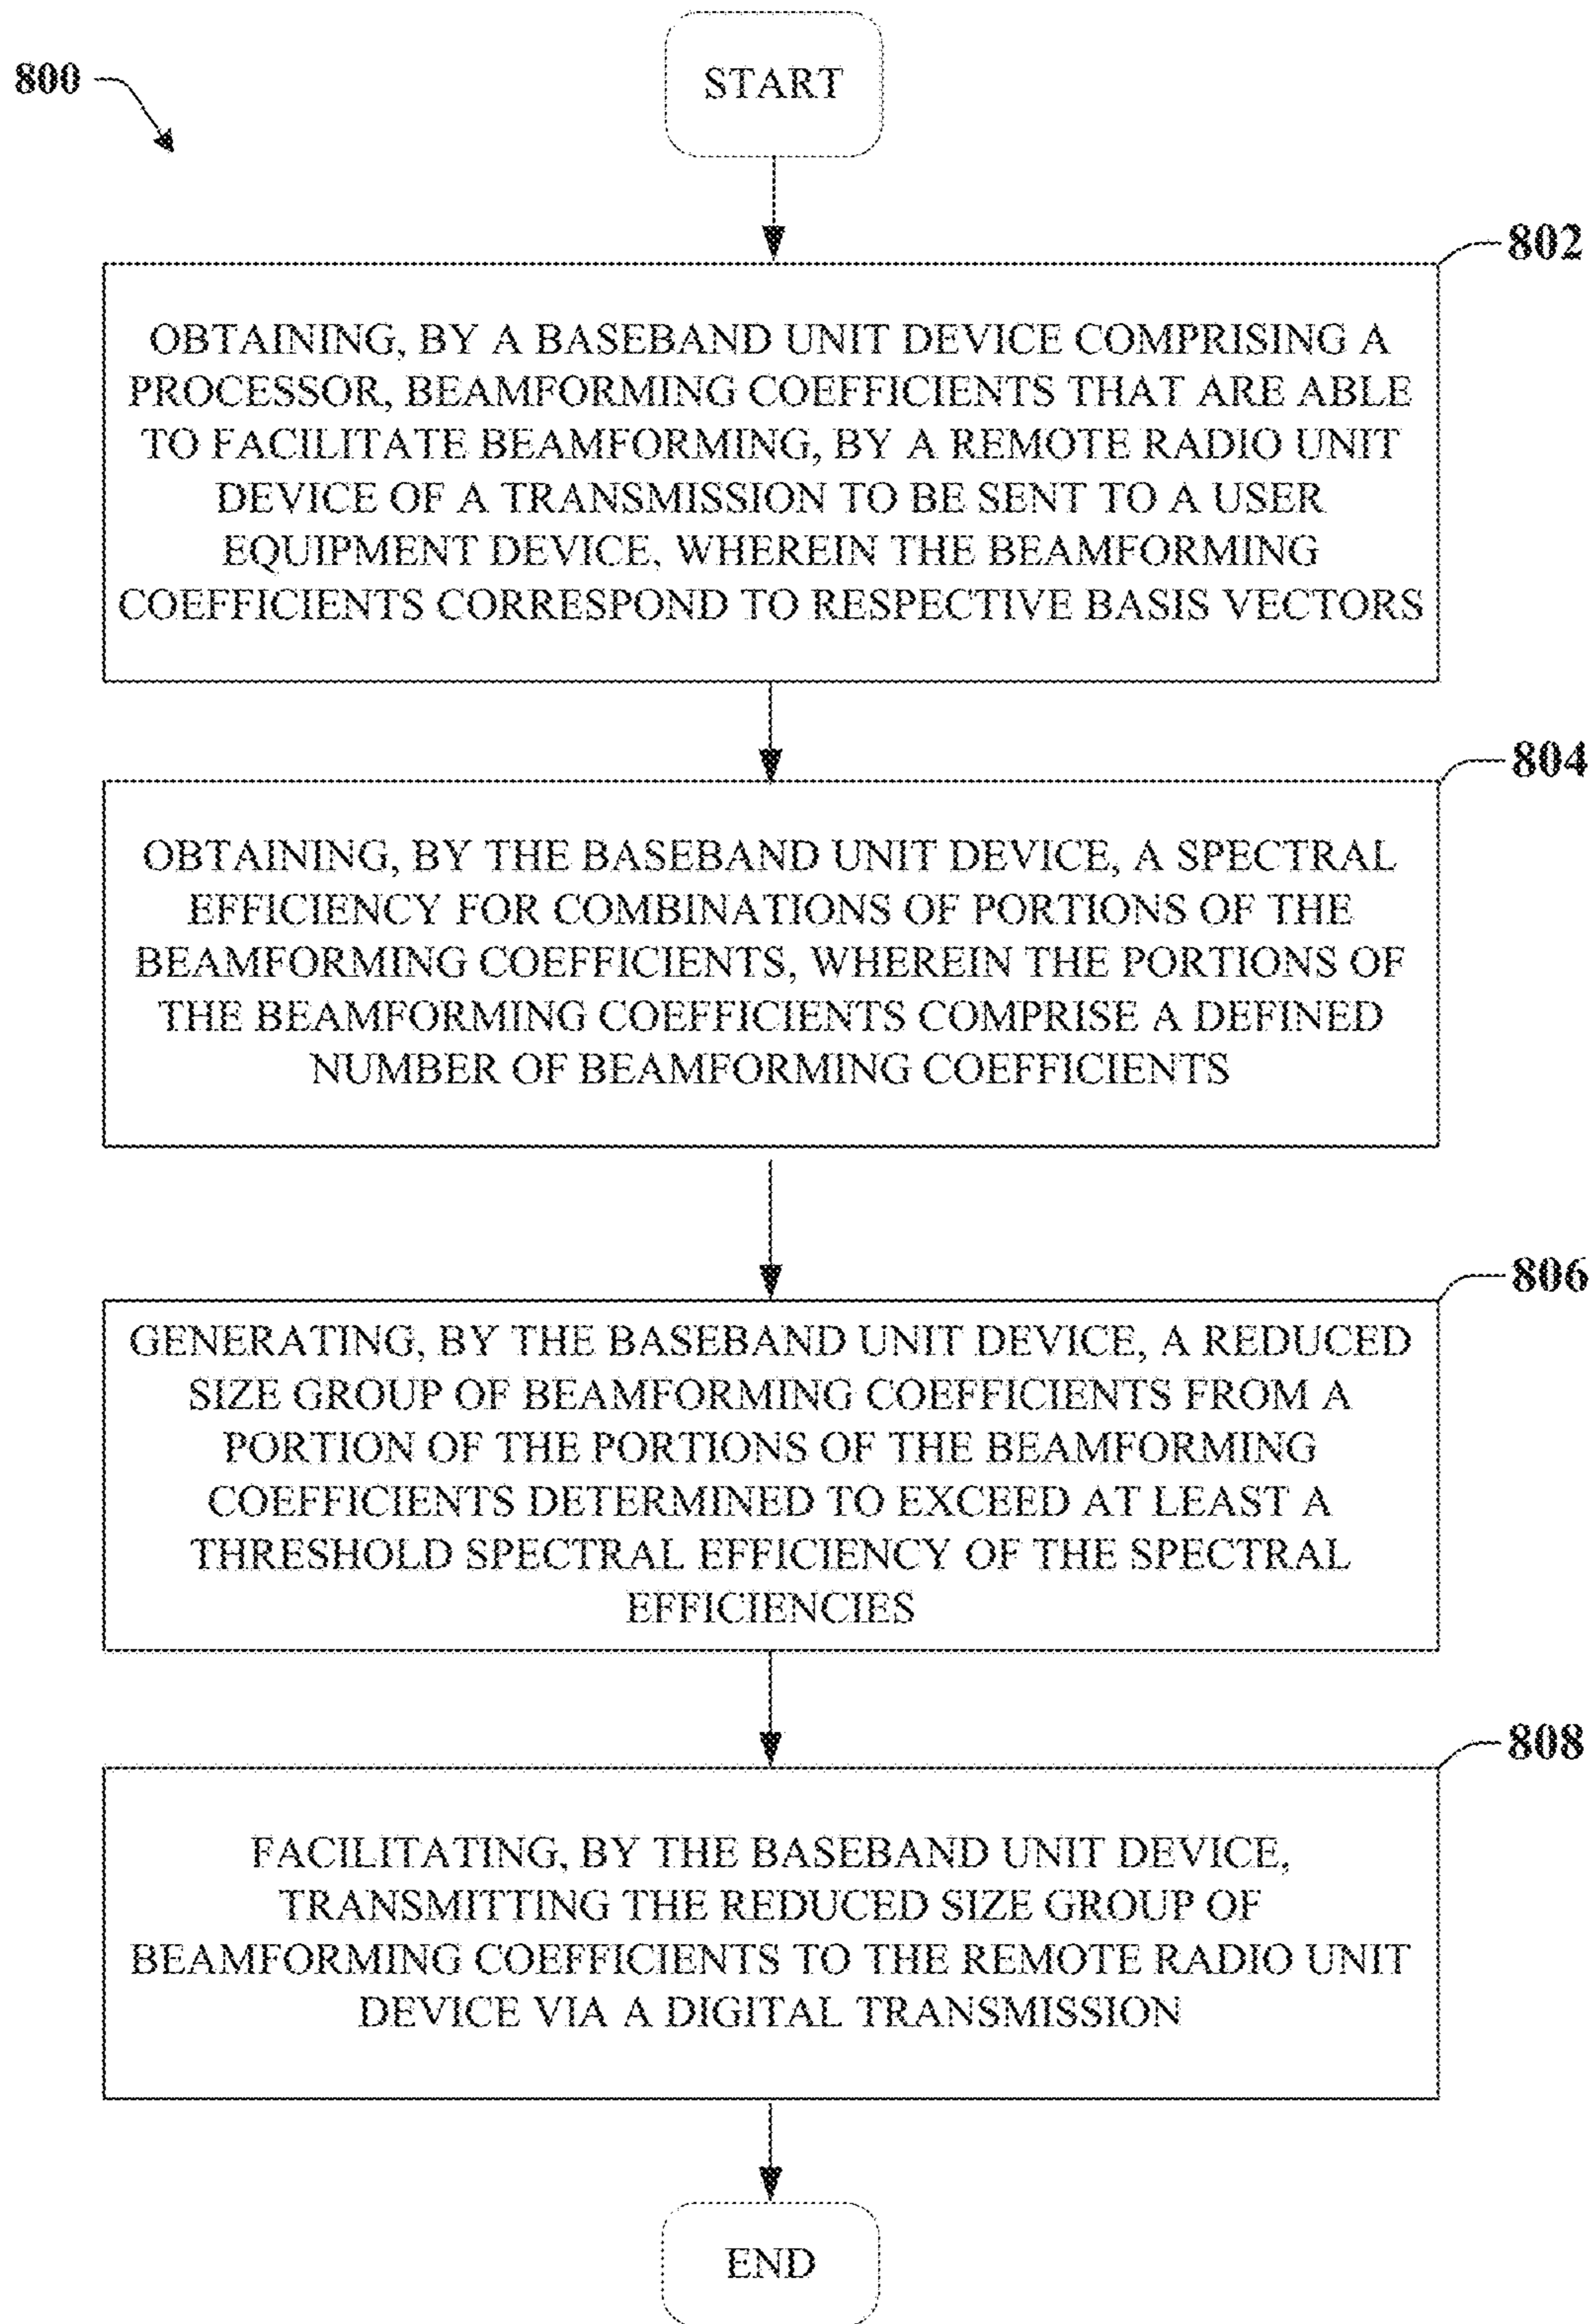 800
START
802
OBTAINING, BY A BASEBAND UNIT DEVICE COMPRISING A
PROCESSOR, BEAMFORMING COEFFICIENTS THAT ARE ABLE
TO FACILITATE BEAMFORMING, BY A REMOTE RADIO UNIT
DEVICE OF A TRANSMISSION TO BE SENT TO A USER
EQUIPMENT DEVICE, WHEREIN THE BEAMFORMING
COEFFICIENTS CORRESPOND TO RESPECTIVE BASIS VECTORS
804
OBTAINING, BY THE BASEBAND UNIT DEVICE, A SPECTRAL
EFFICIENCY FOR COMBINATIONS OF PORTIONS OF THE
BEAMFORMING COEFFICIENTS, WHEREIN THE PORTIONS OF
THE BEAMFORMING COEFFICIENTS COMPRISE A DEFINED
NUMBER OF BEAMFORMING COEFFICIENTS
806
GENERATING, BY THE BASEBAND UNIT DEVICE, A REDUCED
SIZE GROUP OF BEAMFORMING COEFFICIENTS FROM A
PORTION OF THE PORTIONS OF THE BEAMFORMING
COEFFICIENTS DETERMINED TO EXCEED AT LEAST A
THRESHOLD SPECTRAL EFFICIENCY OF THE SPECTRAL
EFFICIENCIES
808
FACILITATING, BY THE BASEBAND UNIT DEVICE,
TRANSMITTING THE REDUCED SIZE GROUP OF
BEAMFORMING COEFFICIENTS TO THE REMOTE RADIO UNIT
DEVICE VIA A DIGITAL TRANSMISSION
END